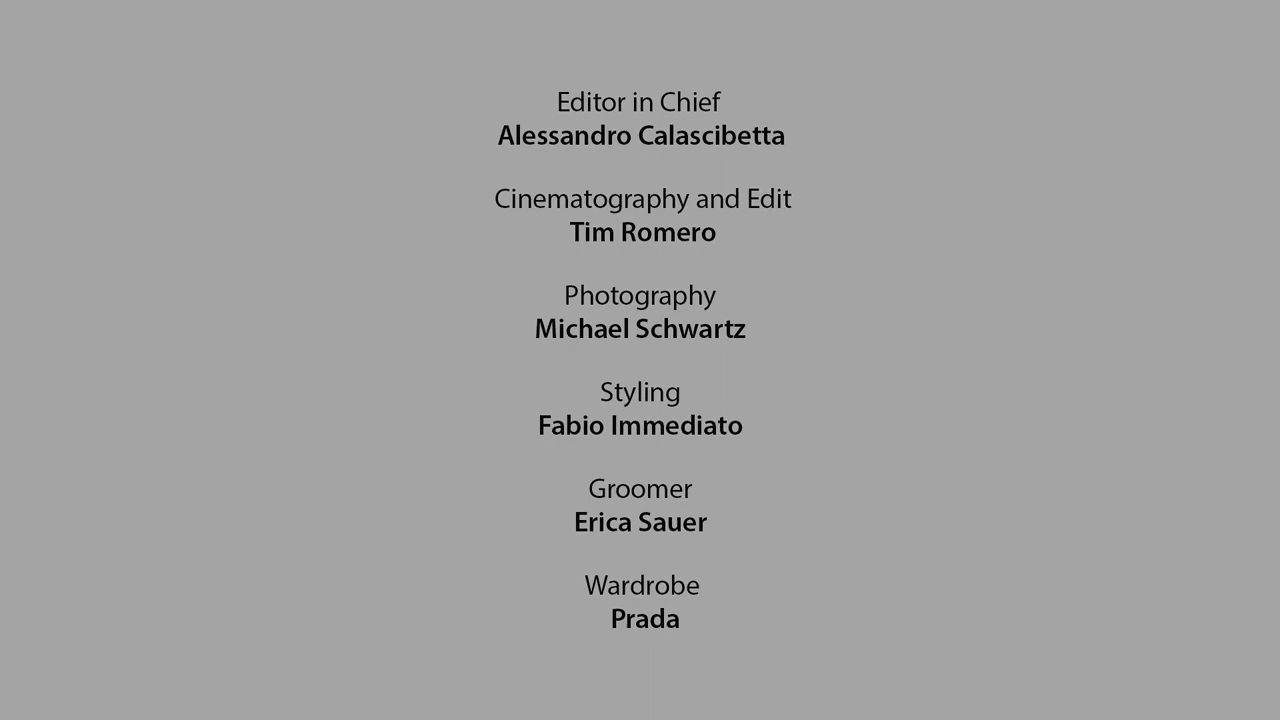 Editor in Chief
Alessandro Calascibetta
Cinematography and Edit
Tim Romero
Photography
Michael Schwartz
Styling
Fabio Immediato
Groomer
Erica Sauer
Wardrobe
Prada